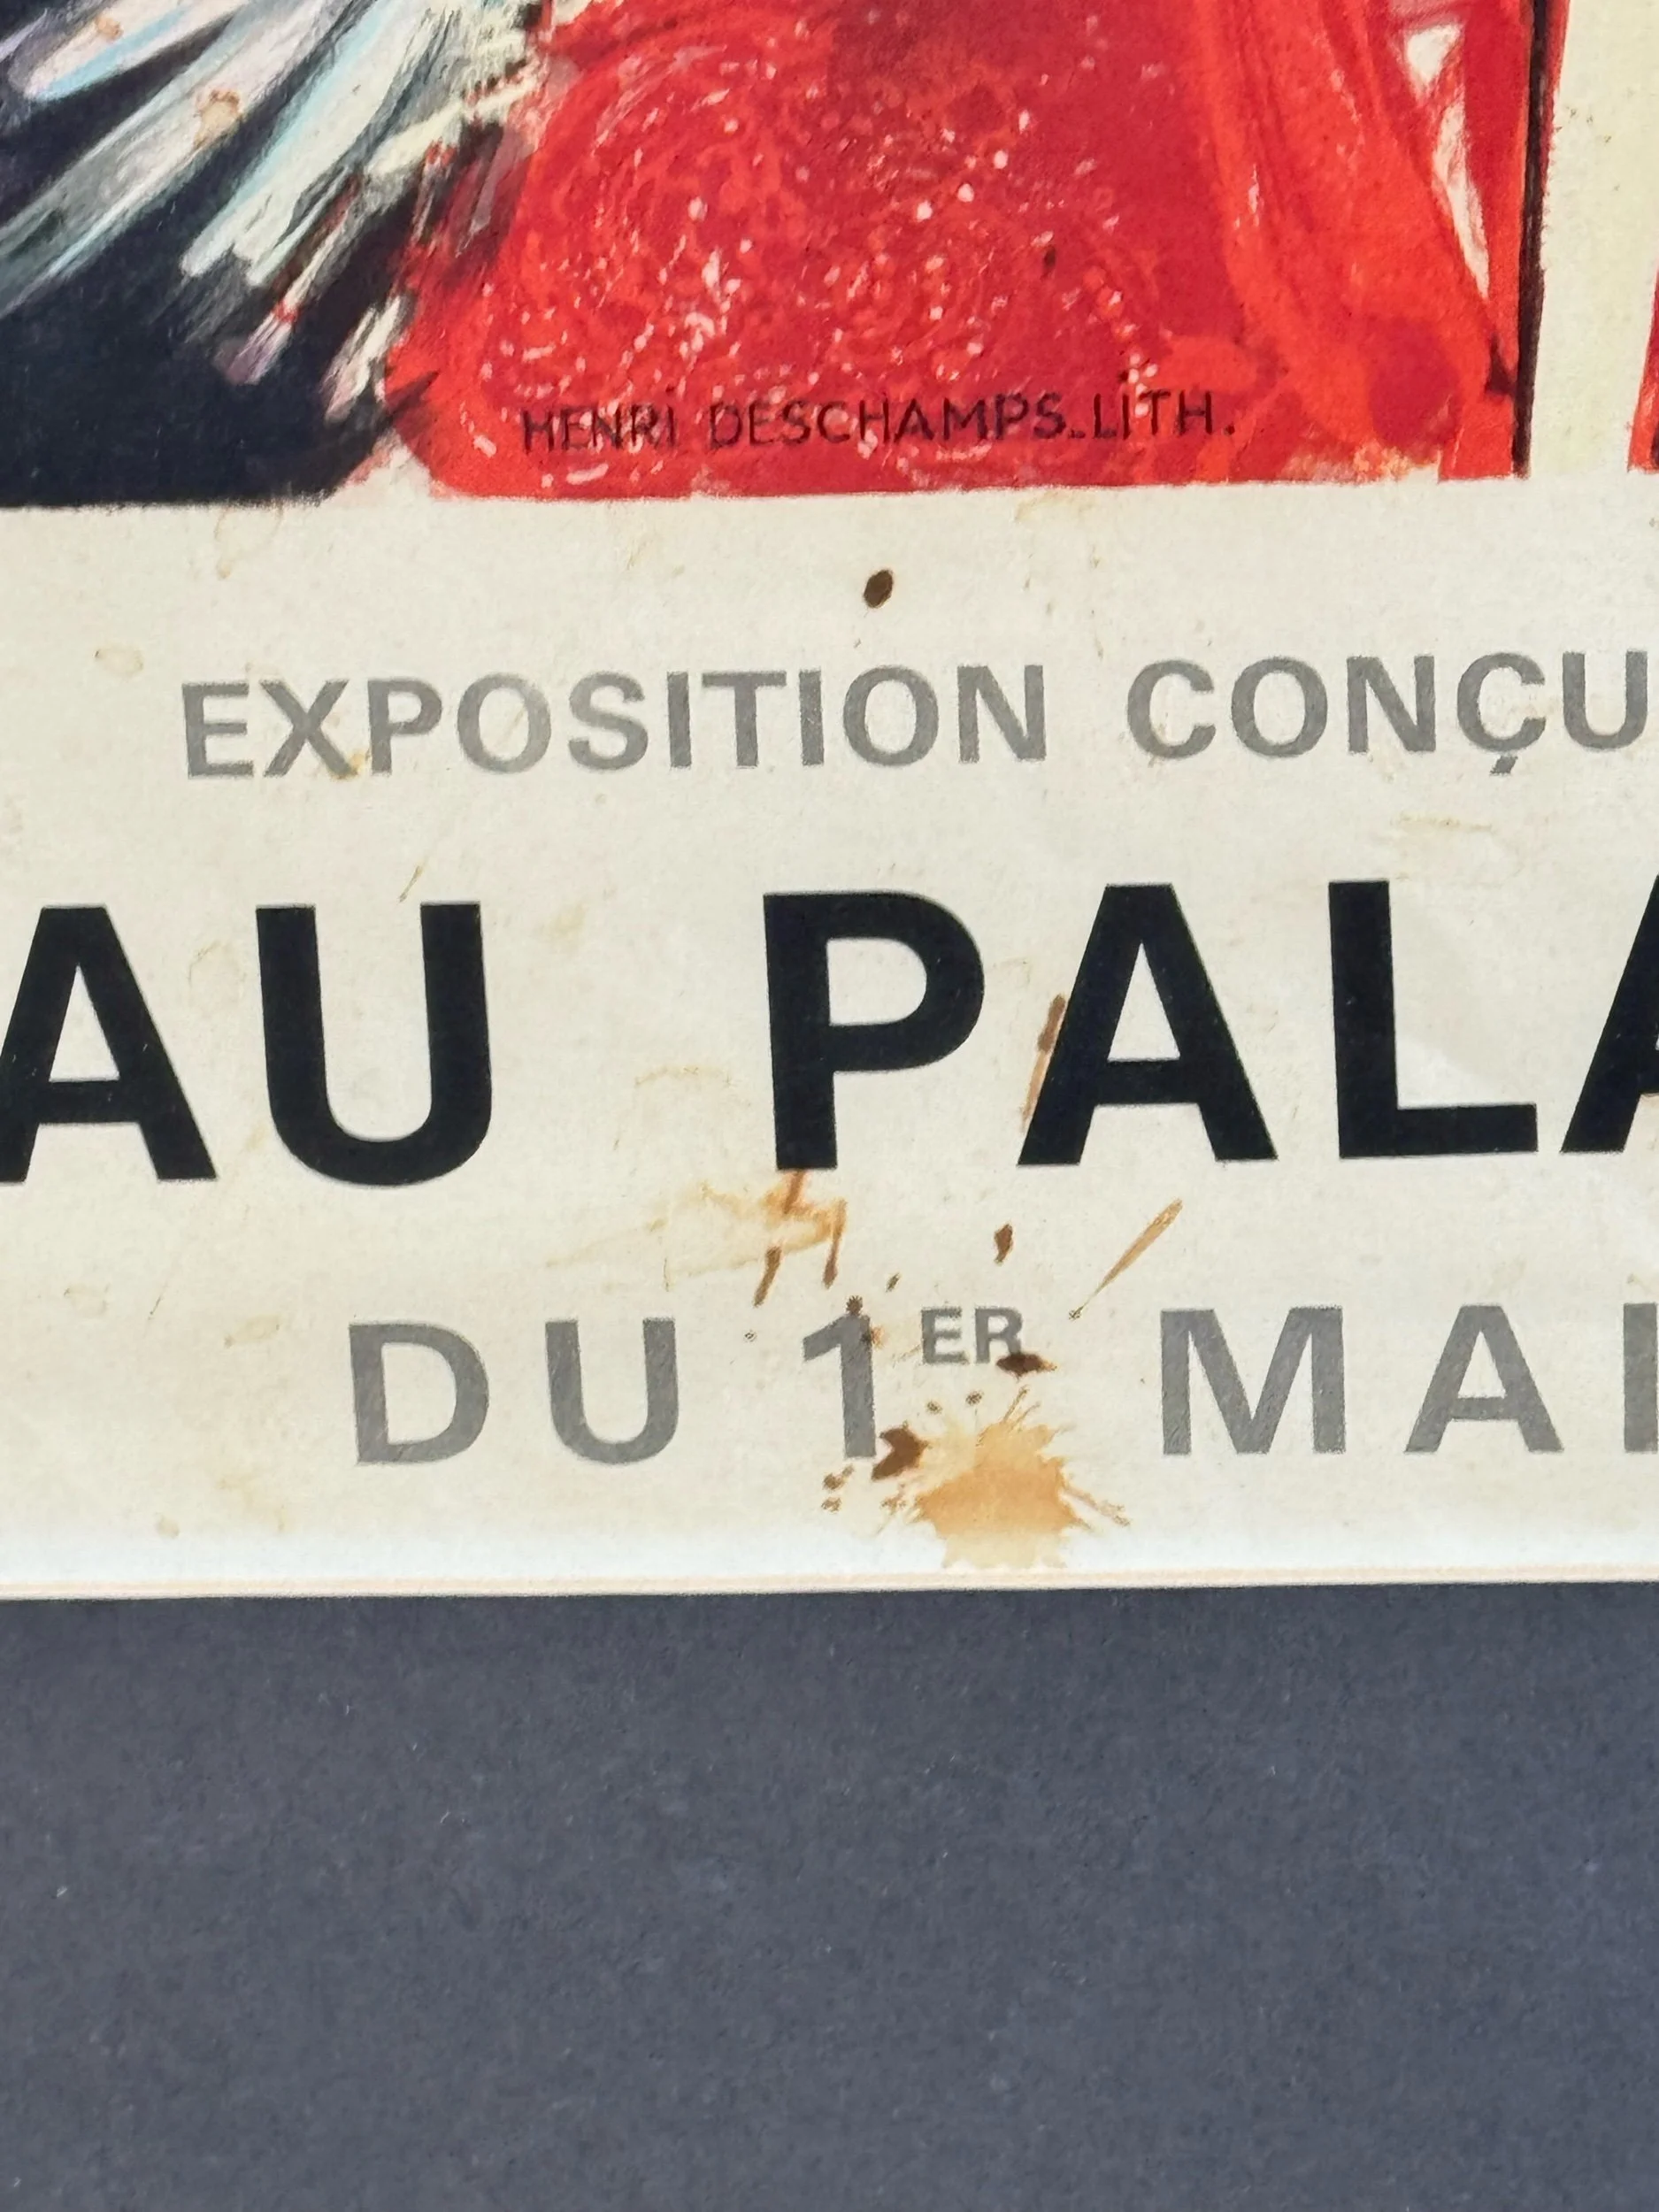 HENRI DESCHAMPS_LITH.
EXPOSITION CONÇU
AU PALA
DU 1ER MAI